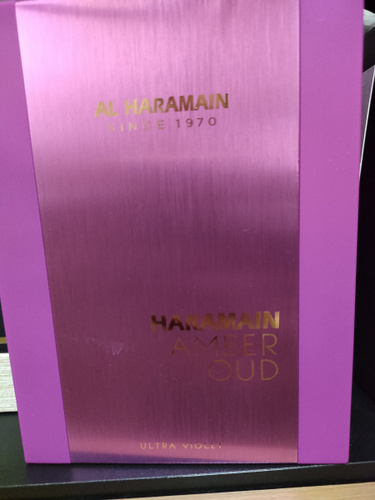 AL HARAMAIN
SINCE 1970
HARAMAIN
AMBER
OUD
ULTRA VIOLET